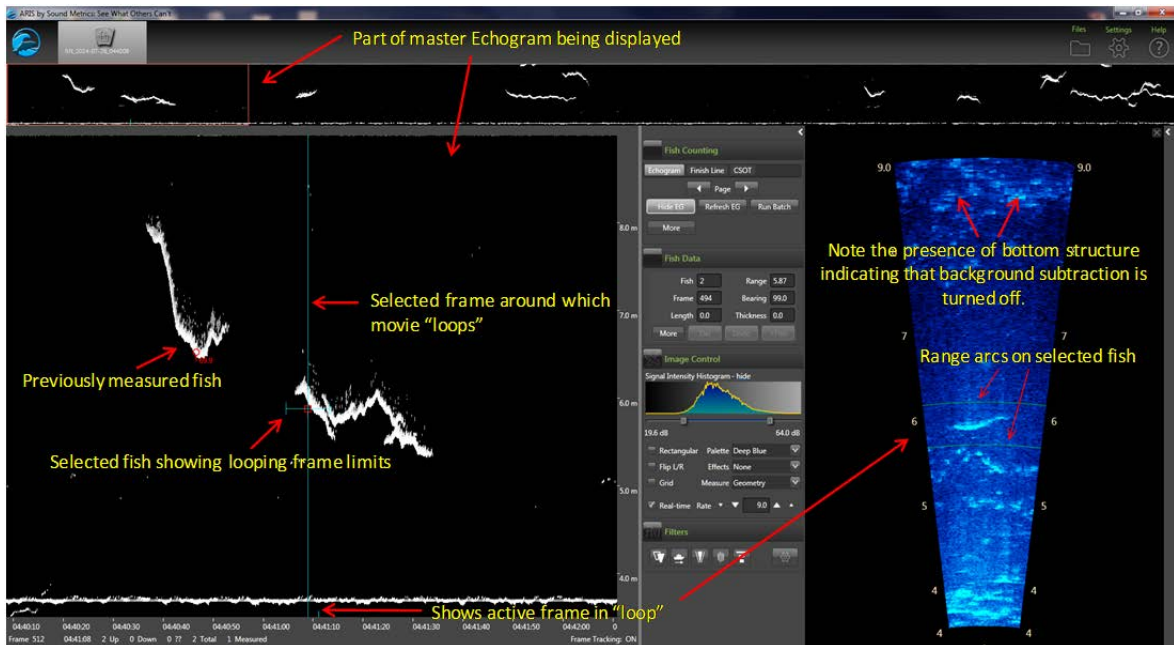 ARIS by Sound Metrics: See What Others Can't
Files Settings Help
Part of master Echogram being displayed
Fish Counting
Echogram Finish Line CSOT
Page
Hide EG Refresh EG Run Batch
More
Fish Data
Fish 2 Range 5.87
Frame 494 Bearing 99.0
Length 0.0 Thickness 0.0
More
Image Control
Signal Intensity Histogram - hide
19.6 dB 64.0 dB
Rectangular Palette Deep Blue
Flip L/R Effects None
Grid Measure Geometry
Real-time Rate 9.0
Filters
8.0 m
7.0 m
6.0 m
5.0 m
4.0 m
Selected frame around which
movie “loops”
Previously measured fish
Selected fish showing looping frame limits
Shows active frame in “loop”
9.0 9.0
Note the presence of bottom structure
indicating that background subtraction is
turned off.
7 7
Range arcs on selected fish
6 6
5 5
4 4
4 4
04:40:10 04:40:20 04:40:30 04:40:40 04:40:50 04:41:00 04:41:10 04:41:20 04:41:30 04:41:40 04:41:50 04:42:00
Frame 512 04:41:08 2 Up 0 Down 0 ?? 2 Total 1 Measured Frame Tracking: ON